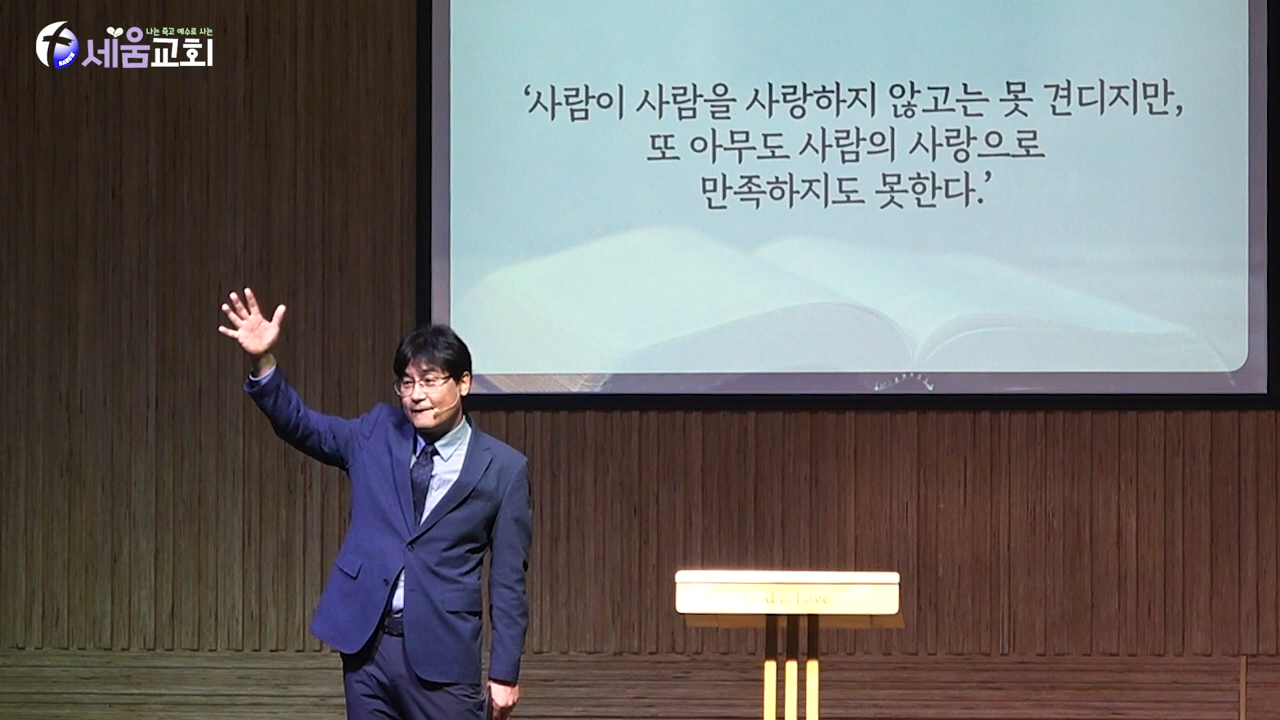 나는 죽고 예수로 사는
세움교회
‘사람이 사람을 사랑하지 않고는 못 견디지만,
또 아무도 사람의 사랑으로
만족하지도 못한다.’
Love